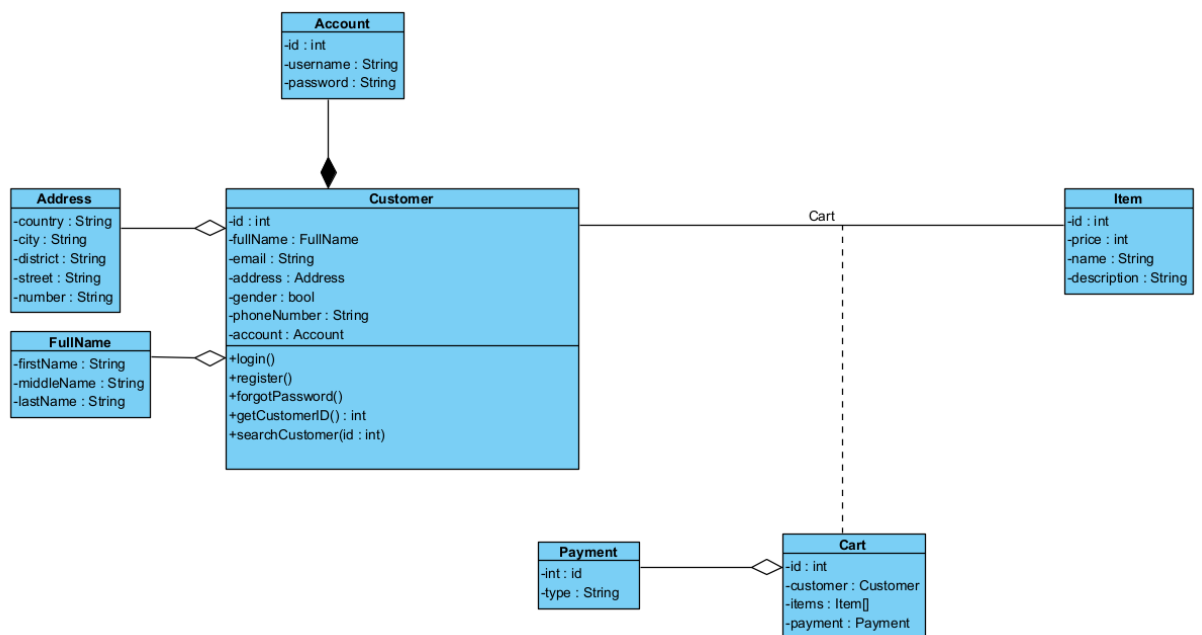 Account
-id : int
-username : String
-password : String
Address
-country : String
-city : String
-district : String
-street : String
-number : String
FullName
-firstName : String
-middleName : String
-lastName : String
Customer
-id : int
-fullName : FullName
-email : String
-address : Address
-gender : bool
-phoneNumber : String
-account : Account
+login()
+register()
+forgotPassword()
+getCustomerID() : int
+searchCustomer(id : int)
Cart
Item
-id : int
-price : int
-name : String
-description : String
Payment
-int : id
-type : String
Cart
-id : int
-customer : Customer
-items : Item[]
-payment : Payment